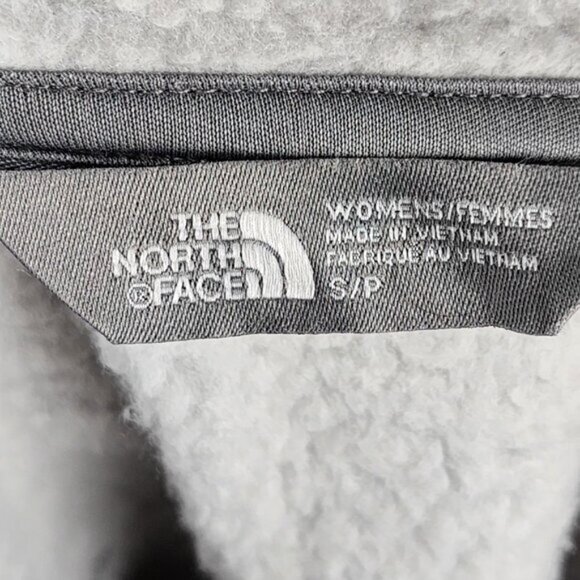 THE
NORTH
®FACE
WOMENS/FEMMES
MADE IN VIETNAM
FABRIQUE AU VIETNAM
S/P